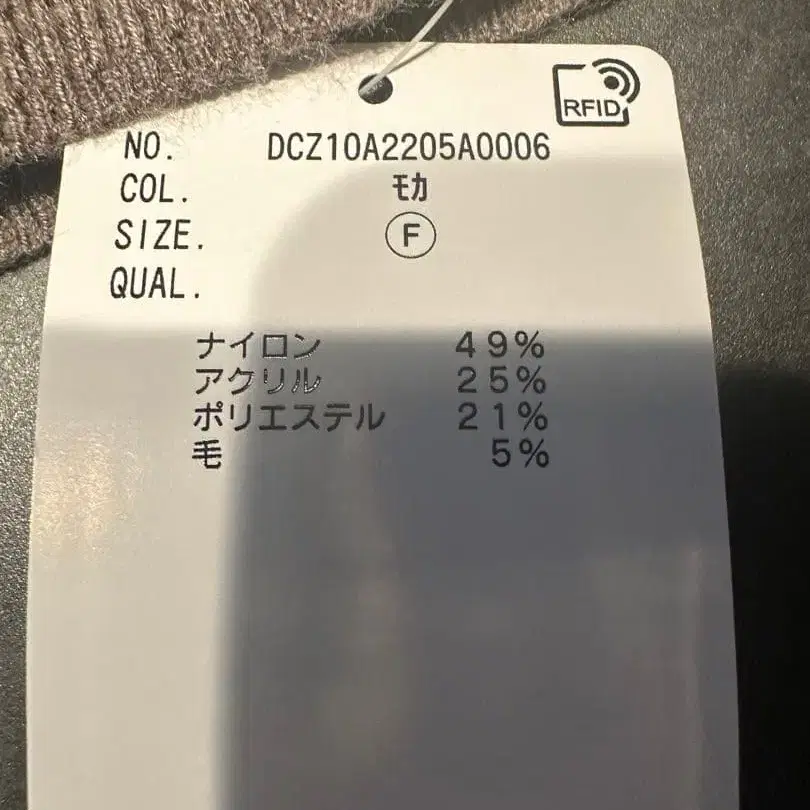 RFID
NO. DCZ10A2205A0006
COL. モカ
SIZE. F
QUAL.
ナイロン 49%
アクリル 25%
ポリエステル 21%
毛 5%